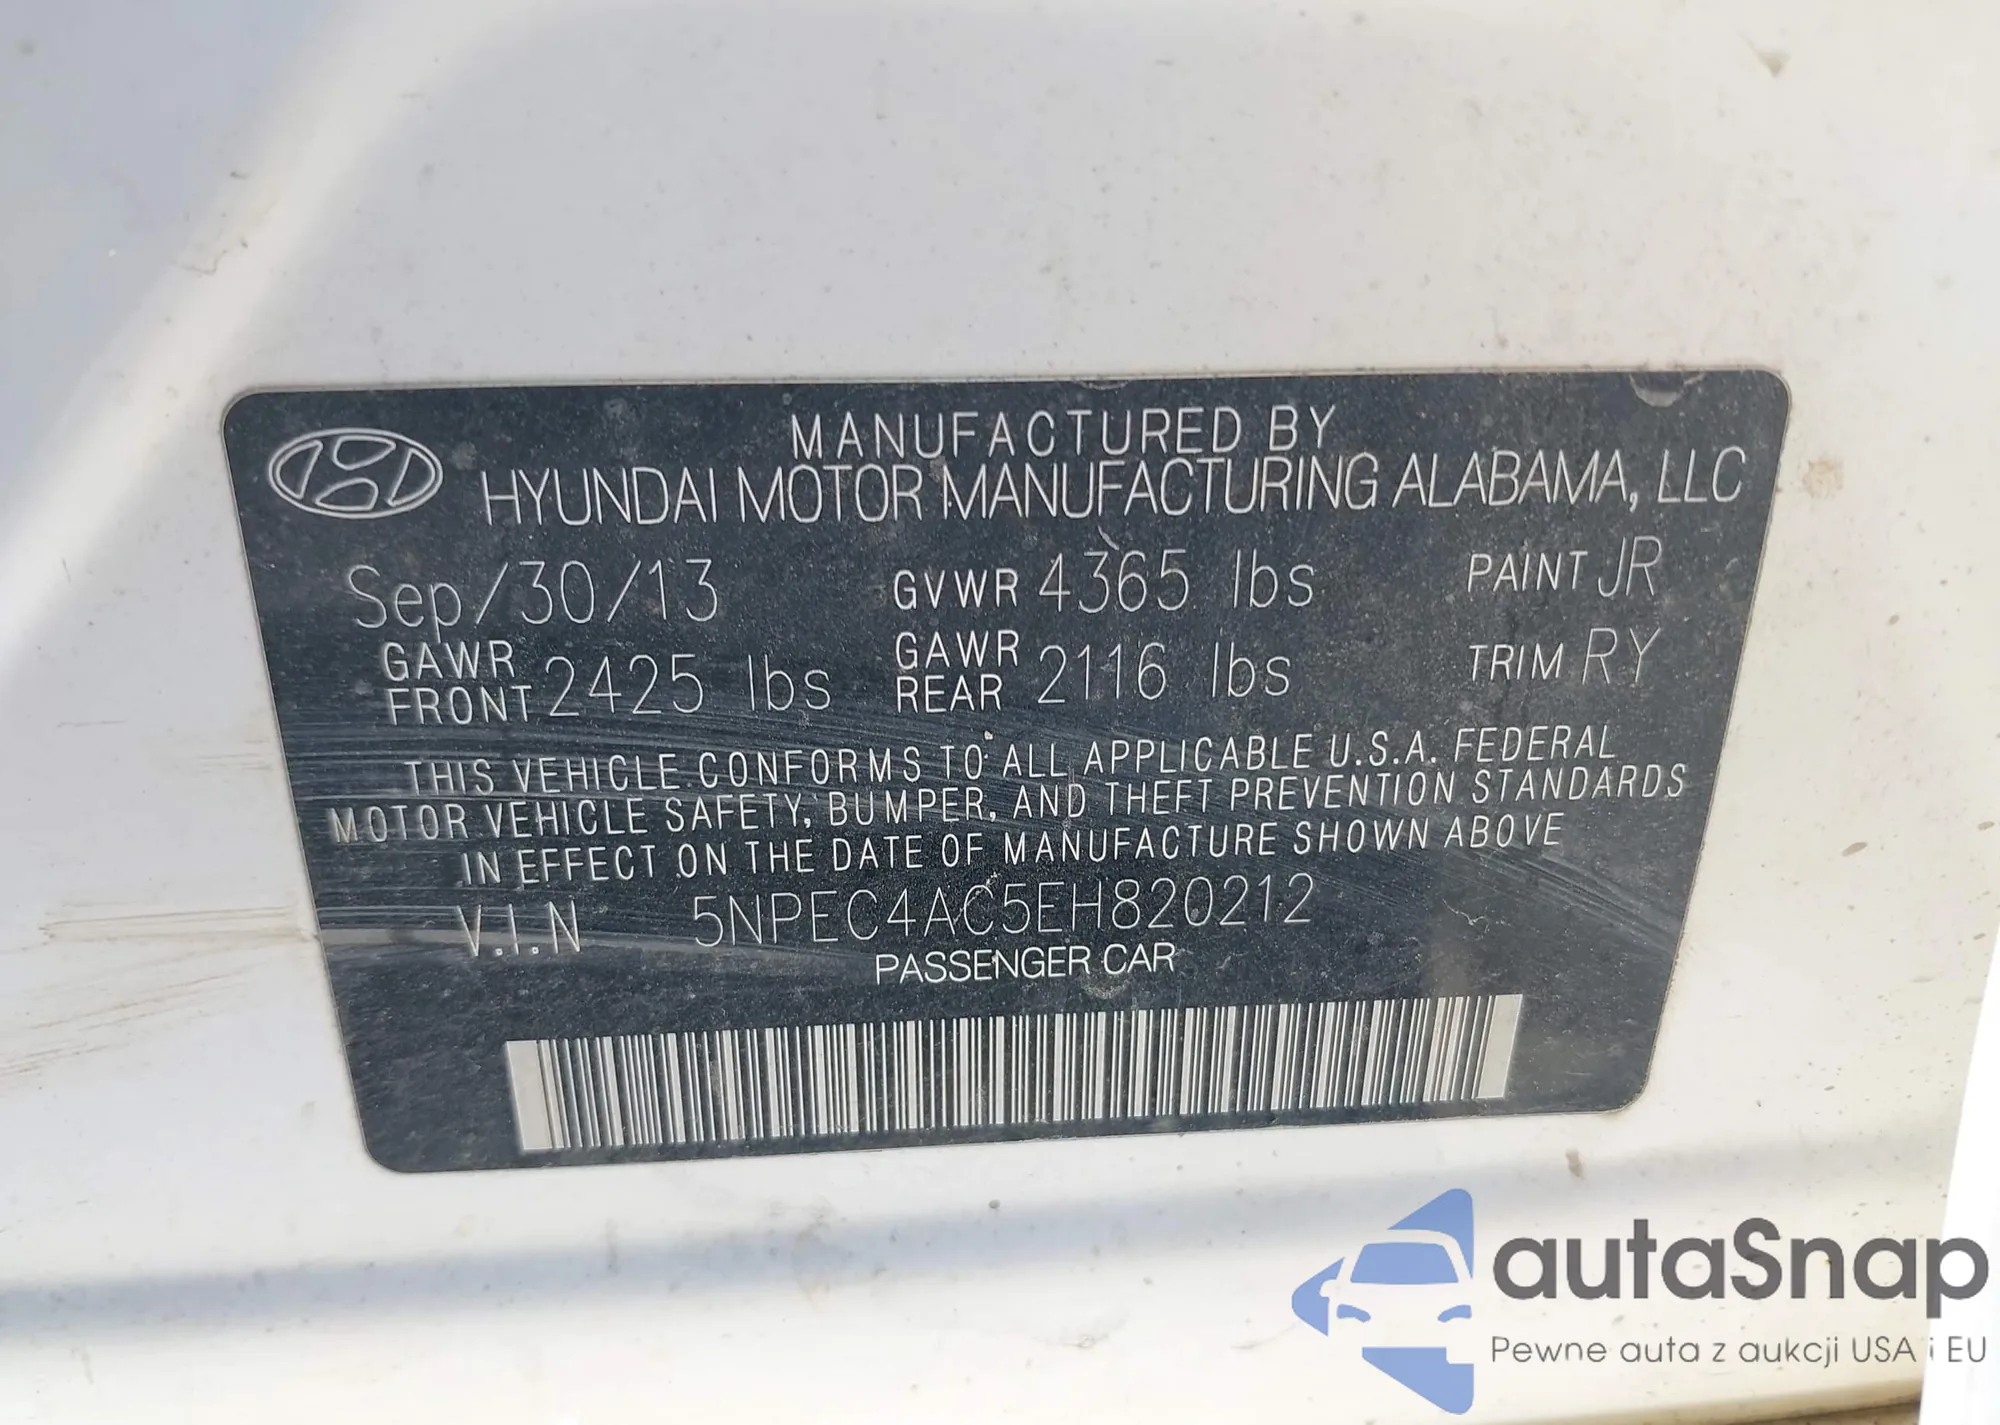 MANUFACTURED BY
HYUNDAI MOTOR MANUFACTURING ALABAMA, LLC
Sep/30/13 GVWR 4365 lbs PAINT JR
GAWR FRONT 2425 lbs GAWR REAR 2116 lbs TRIM RY
THIS VEHICLE CONFORMS TO ALL APPLICABLE U.S.A. FEDERAL
MOTOR VEHICLE SAFETY, BUMPER, AND THEFT PREVENTION STANDARDS
IN EFFECT ON THE DATE OF MANUFACTURE SHOWN ABOVE
V.I.N 5NPEC4AC5EH820212
PASSENGER CAR
autaSnap
Pewne auta z aukcji USA i EU